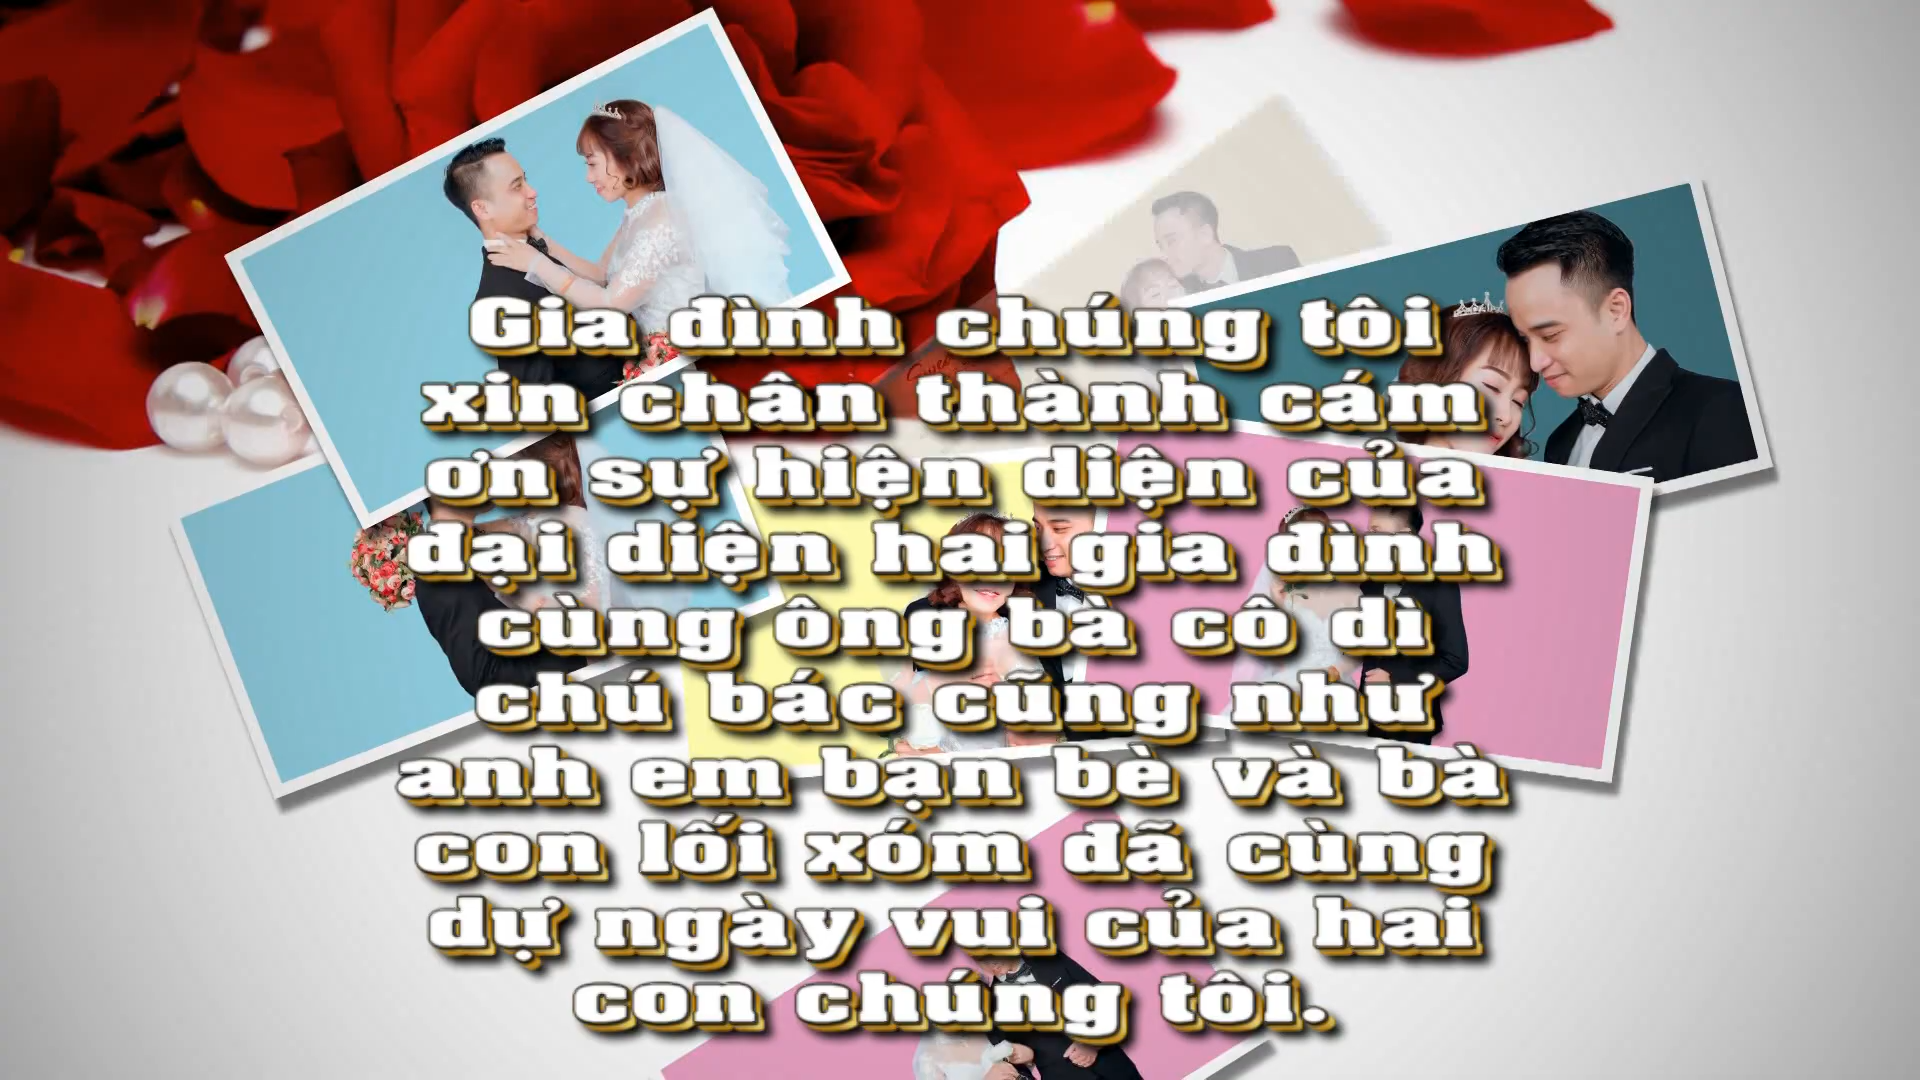 Gia đình chúng tôi
xin chân thành cám
ơn sự hiện diện của
đại diện hai gia đình
cùng ông bà cô dì
chú bác cũng như
anh em bạn bè và bà
con lối xóm đã cùng
dự ngày vui của hai
con chúng tôi.